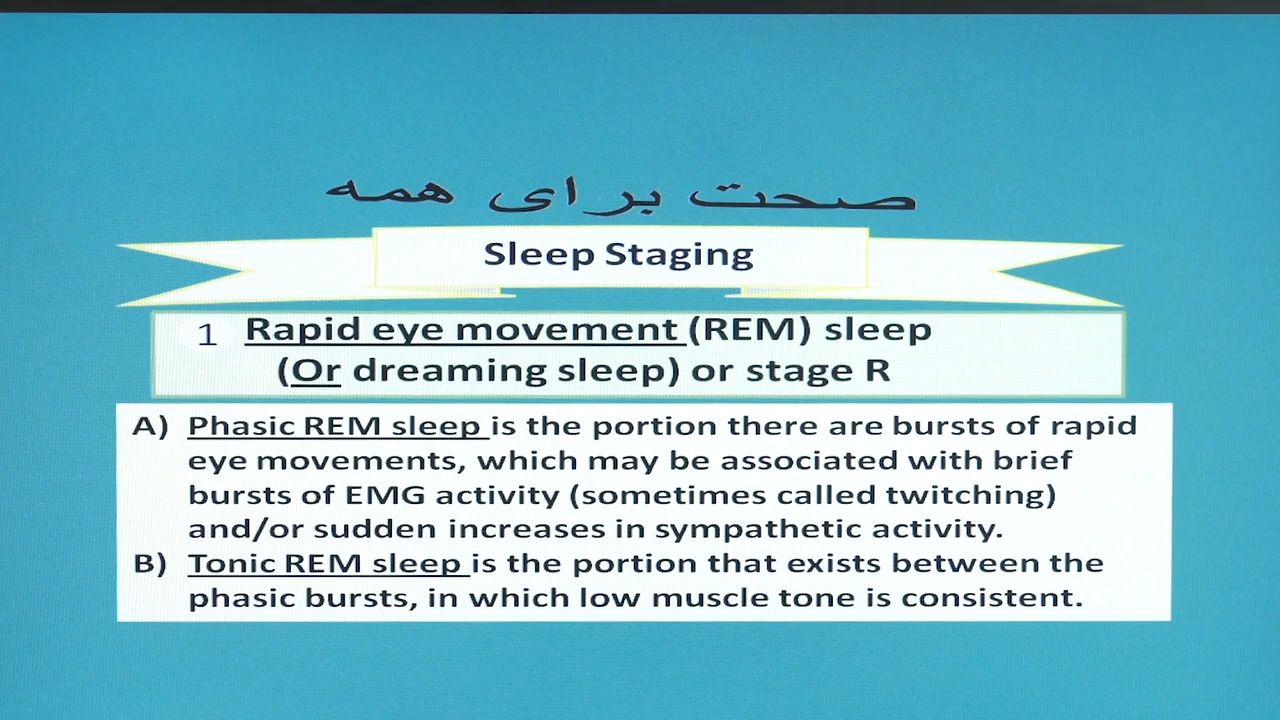 صحت برای همه
Sleep Staging
1 Rapid eye movement (REM) sleep
(Or dreaming sleep) or stage R
A) Phasic REM sleep is the portion there are bursts of rapid
eye movements, which may be associated with brief
bursts of EMG activity (sometimes called twitching)
and/or sudden increases in sympathetic activity.
B) Tonic REM sleep is the portion that exists between the
phasic bursts, in which low muscle tone is consistent.